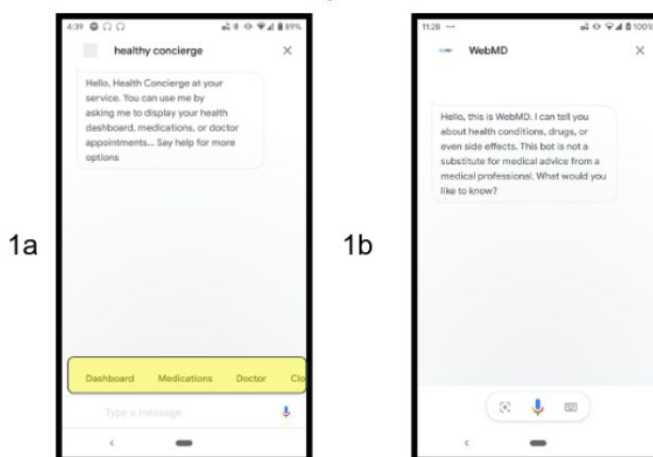 4:39 89%
healthy concierge
Hello, Health Concierge at your
service. You can use me by
asking me to display your health
dashboard, medications, or doctor
appointments... Say help for more
options
1a
Dashboard Medications Doctor Clo
Type a message
11:28 100%
WebMD
Hello, this is WebMD. I can tell you
about health conditions, drugs, or
even side effects. This bot is not a
substitute for medical advice from a
medical professional. What would you
like to know?
1b